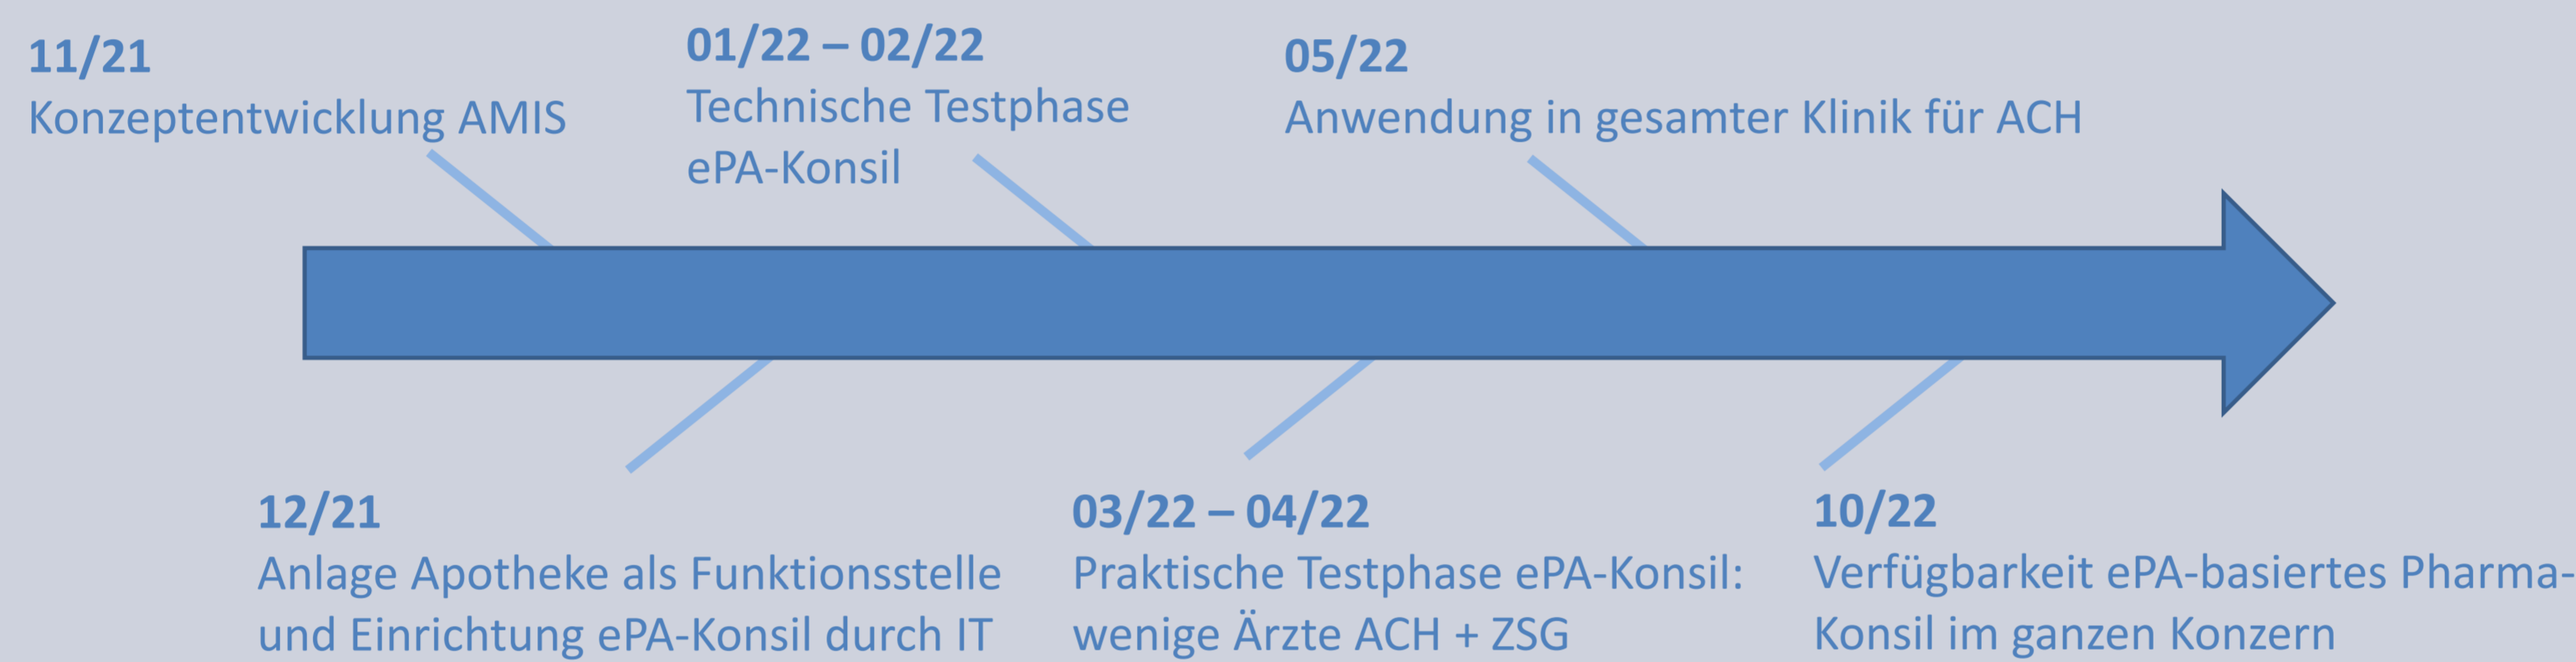 11/21
Konzeptentwicklung AMIS
01/22 – 02/22
Technische Testphase
ePA-Konsil
05/22
Anwendung in gesamter Klinik für ACH
12/21
Anlage Apotheke als Funktionsstelle
und Einrichtung ePA-Konsil durch IT
03/22 – 04/22
Praktische Testphase ePA-Konsil:
wenige Ärzte ACH + ZSG
10/22
Verfügbarkeit ePA-basiertes Pharma-
Konsil im ganzen Konzern